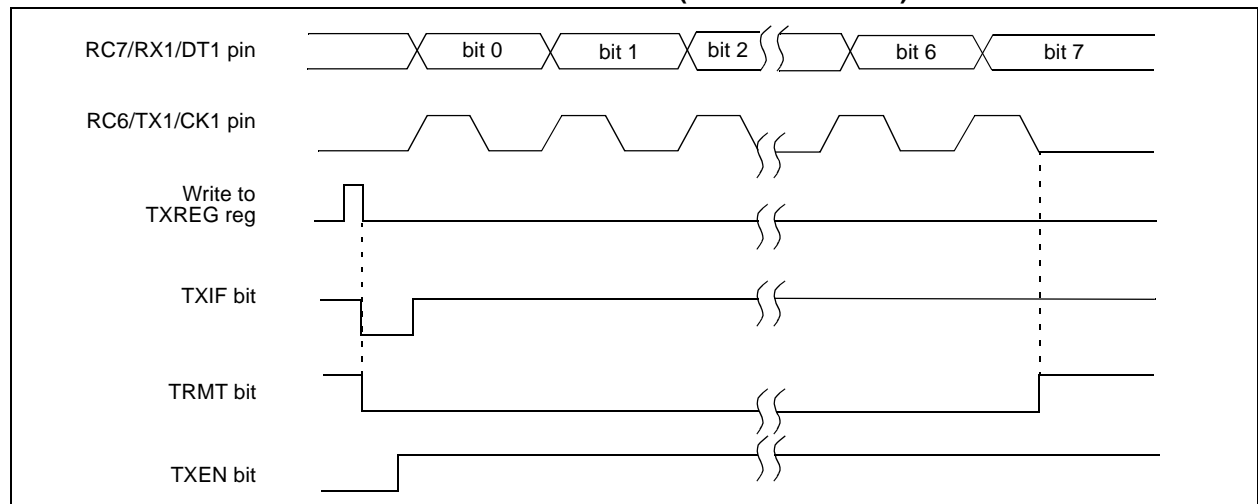 RC7/RX1/DT1 pin
bit 0 bit 1 bit 2 bit 6 bit 7
RC6/TX1/CK1 pin
Write to
TXREG reg
TXIF bit
TRMT bit
TXEN bit